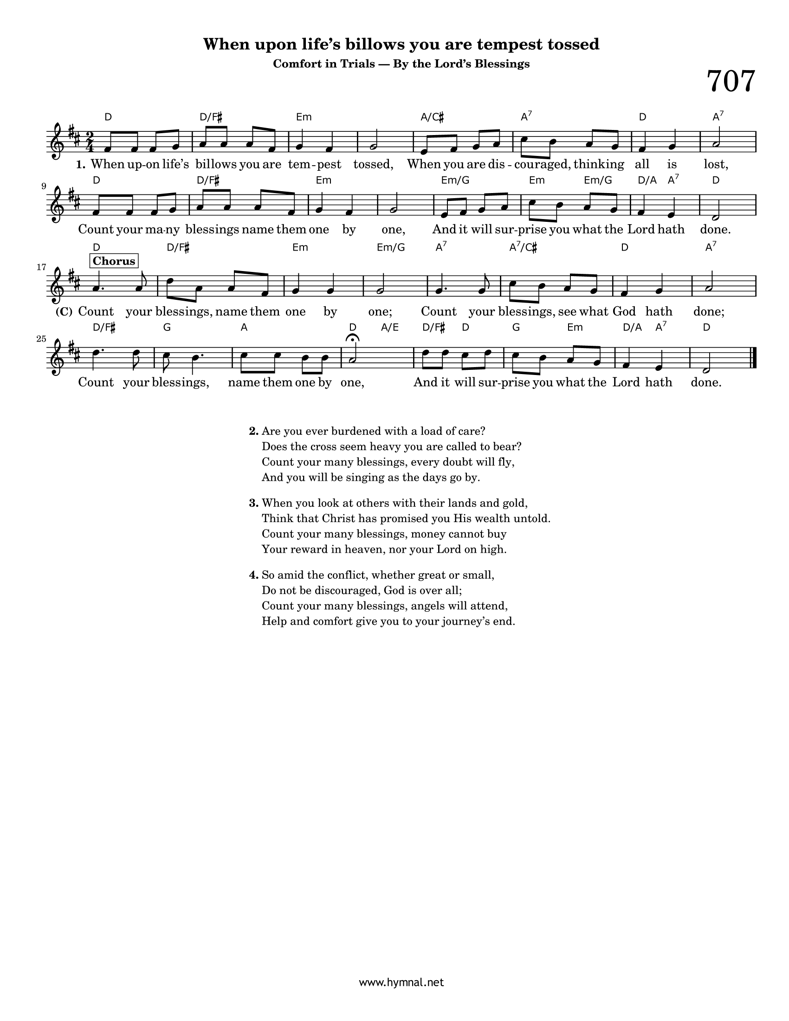 When upon life's billows you are tempest tossed
Comfort in Trials — By the Lord's Blessings
707
D D/F♯ Em A/C♯ A7 D A7
1. When up-on life's billows you are tem-pest tossed, When you are dis-couraged, thinking all is lost,
D D/F♯ Em Em/G Em Em/G D/A A7 D
9
Count your ma-ny blessings name them one by one, And it will sur-prise you what the Lord hath done.
D D/F♯ Em Em/G A7 A7/C♯ D A7
Chorus
17
(C) Count your blessings, name them one by one; Count your blessings, see what God hath done;
D/F♯ G A D A/E D/F♯ D G Em D/A A7 D
25
Count your blessings, name them one by one, And it will sur-prise you what the Lord hath done.
2. Are you ever burdened with a load of care?
Does the cross seem heavy you are called to bear?
Count your many blessings, every doubt will fly,
And you will be singing as the days go by.
3. When you look at others with their lands and gold,
Think that Christ has promised you His wealth untold.
Count your many blessings, money cannot buy
Your reward in heaven, nor your Lord on high.
4. So amid the conflict, whether great or small,
Do not be discouraged, God is over all;
Count your many blessings, angels will attend,
Help and comfort give you to your journey's end.
www.hymnal.net